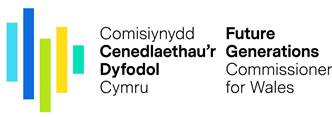 Comisiynydd
Cenedlaethau'r
Dyfodol
Cymru
Future
Generations
Commissioner
for Wales